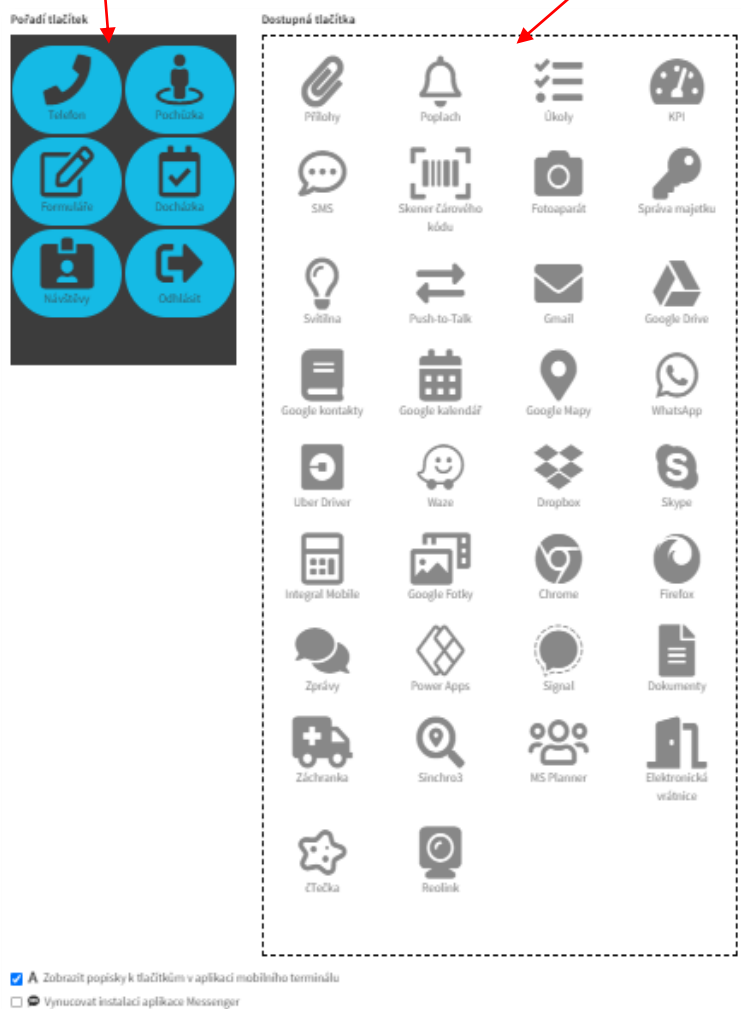 Pořadí tlačítek
Dostupná tlačítka
Telefon
Pochůzka
Formuláře
Docházka
Návštěvy
Odhlásit
Přílohy
Poplach
Úkoly
KPI
SMS
Skener čárového
kódu
Fotoaparát
Správa majetku
Svítilna
Push-to-Talk
Gmail
Google Drive
Google kontakty
Google kalendář
Google Mapy
WhatsApp
Uber Driver
Waze
Dropbox
Skype
Integral Mobile
Google Fotky
Chrome
Firefox
Zprávy
Power Apps
Signal
Dokumenty
Záchranka
Sinchro3
MS Planner
Elektronická
vrátnice
čTečka
Reolink
A Zobrazit popisky k tlačítkům v aplikaci mobilního terminálu
Vynucovat instalaci aplikace Messenger